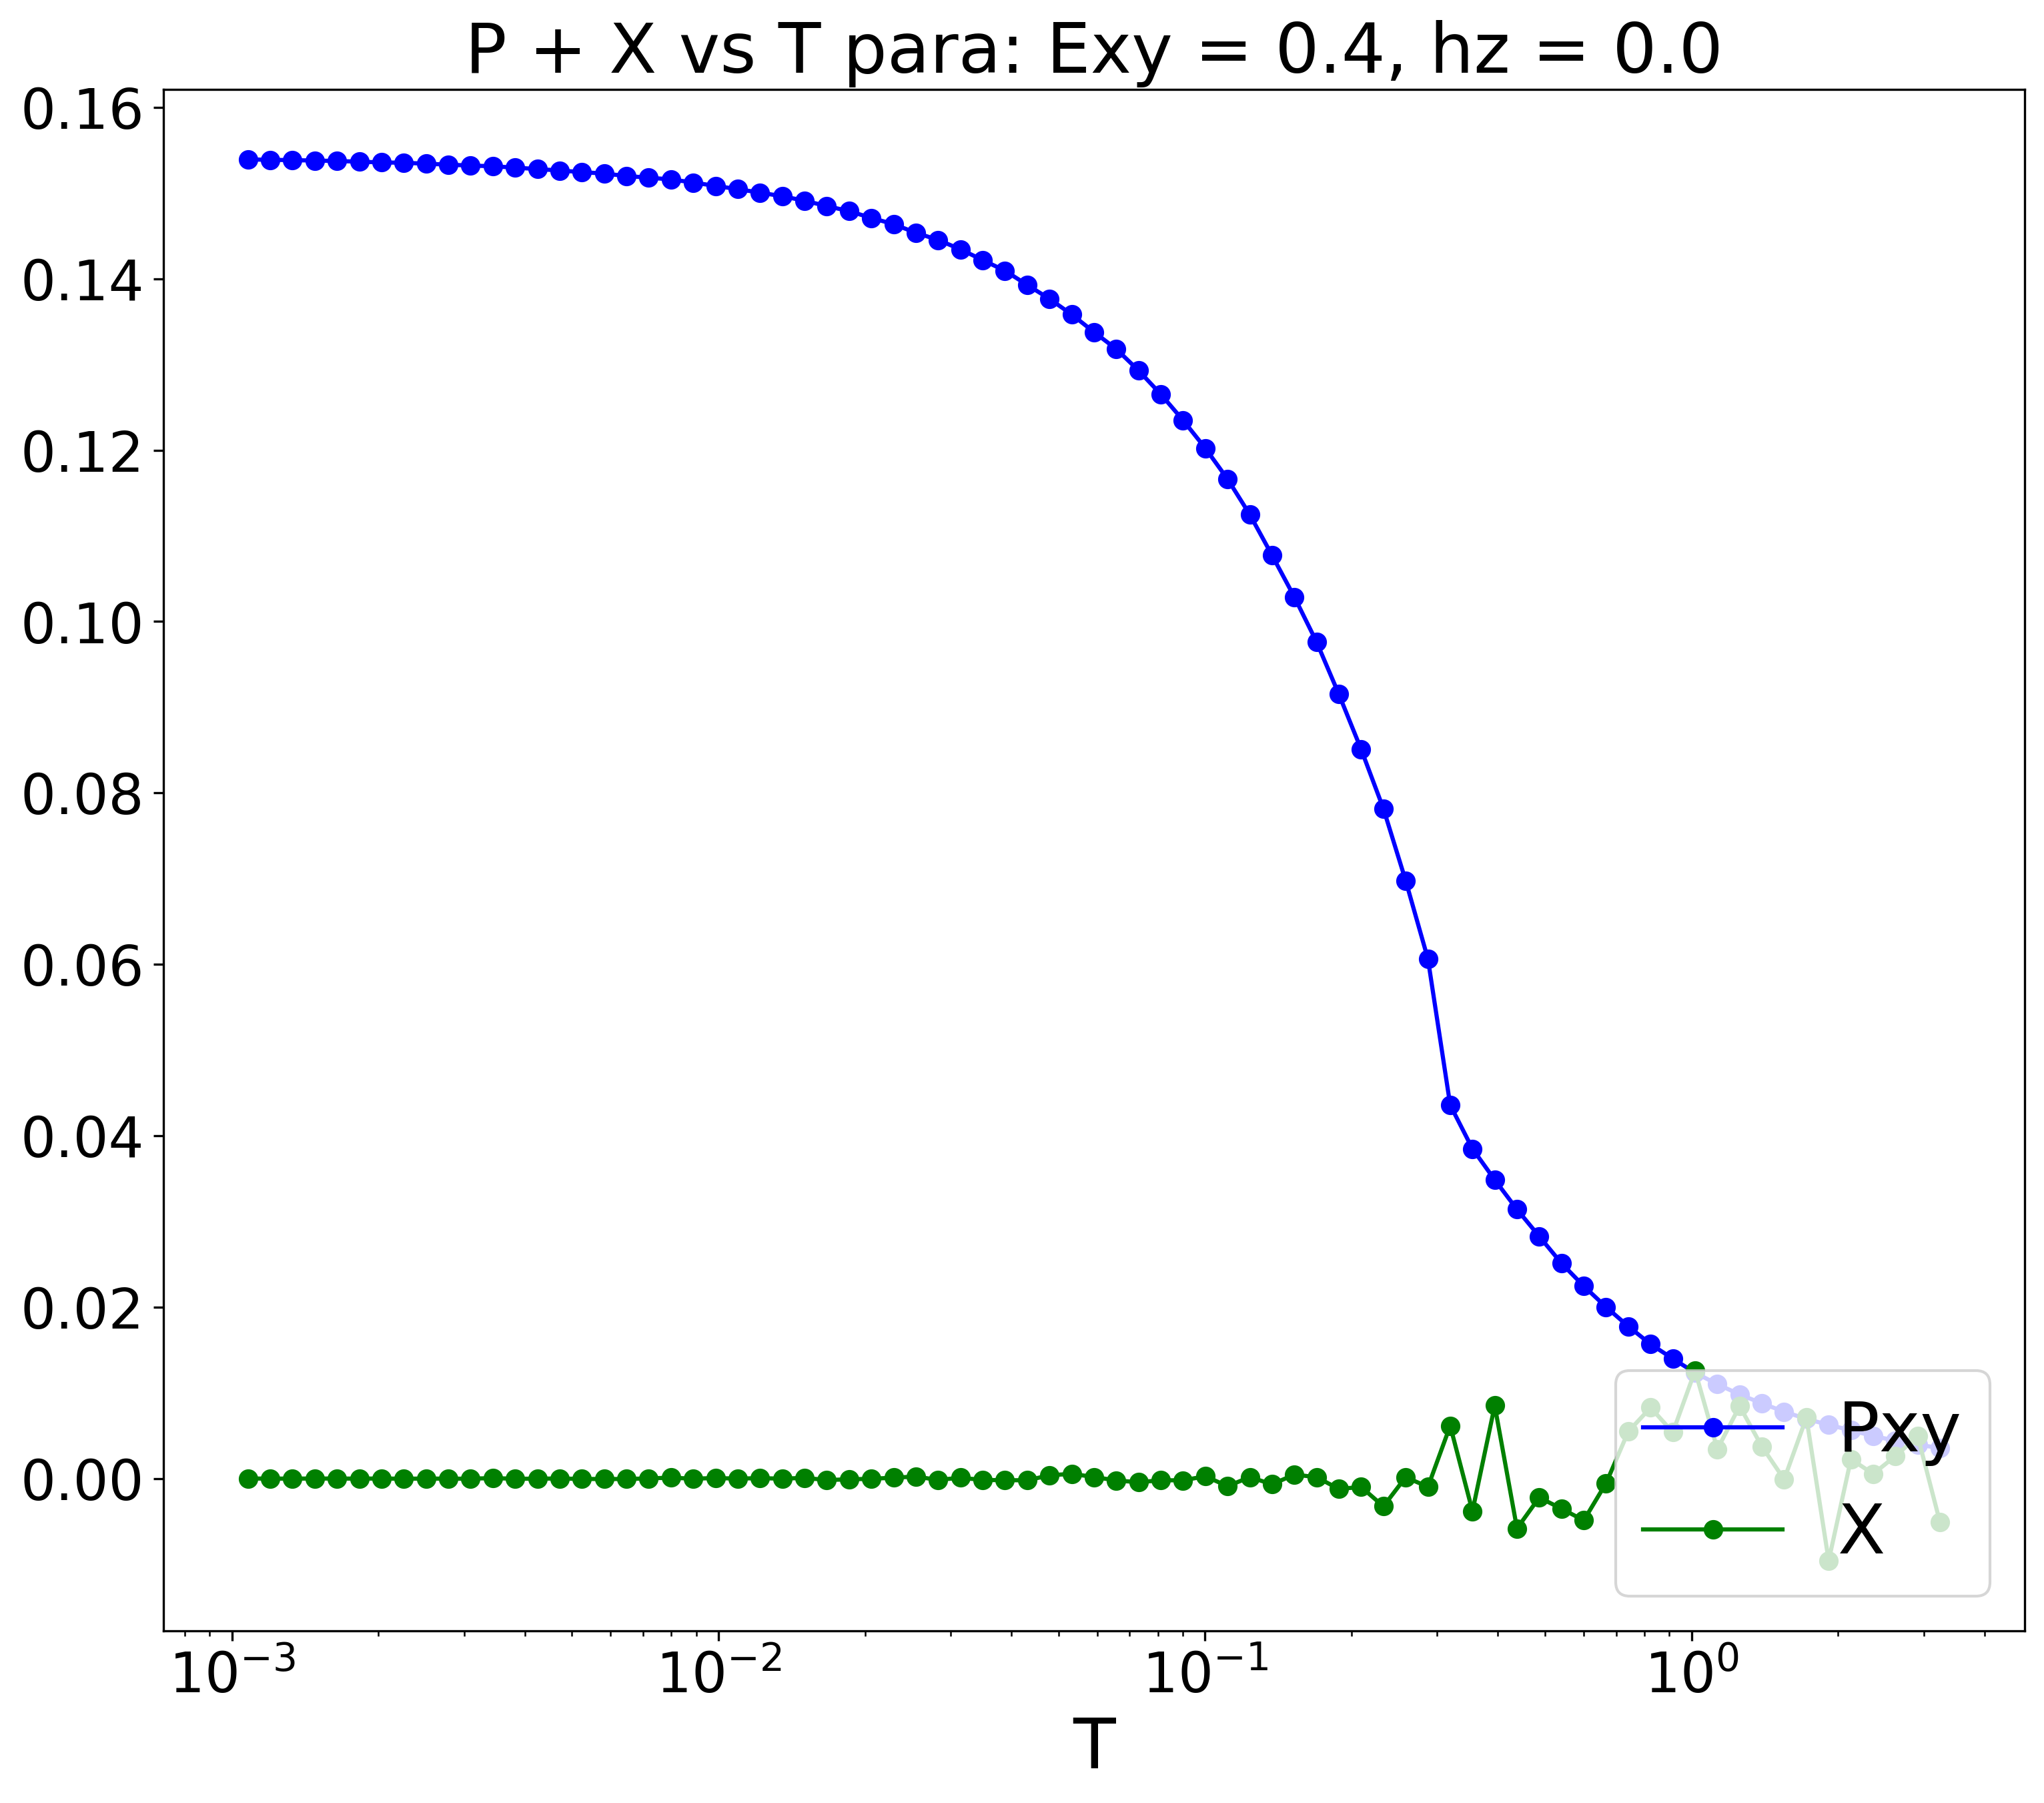 P + X vs T para: Exy = 0.4, hz = 0.0
0.16
0.14
0.12
0.10
0.08
0.06
0.04
0.02
0.00
Pxy
X
10⁻³ 10⁻² 10⁻¹ 10⁰
T